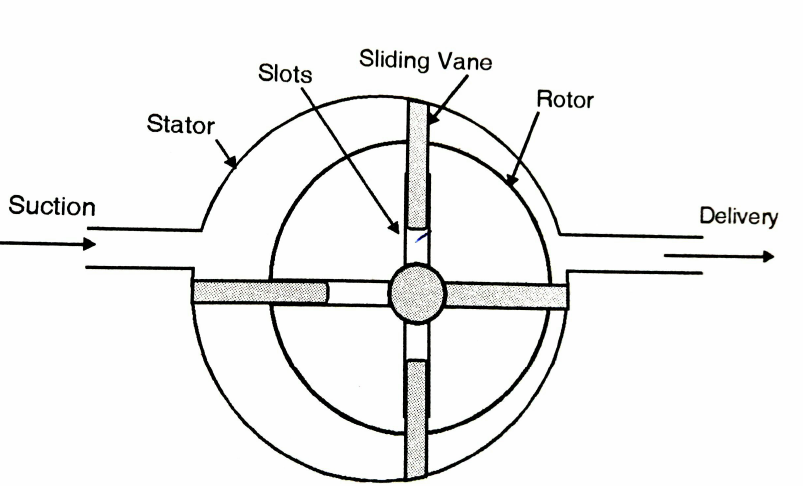 Sliding Vane
Slots
Rotor
Stator
Suction
Delivery